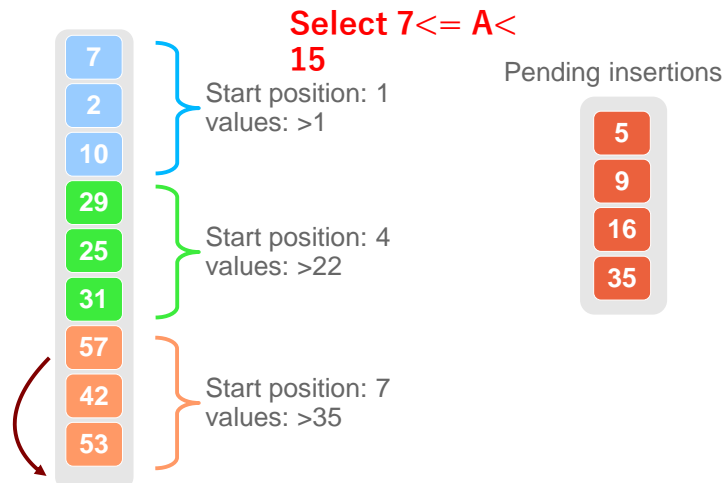 Select 7<= A<
15
7
2
10
29
25
31
57
42
53
Start position: 1
values: >1
Start position: 4
values: >22
Start position: 7
values: >35
Pending insertions
5
9
16
35